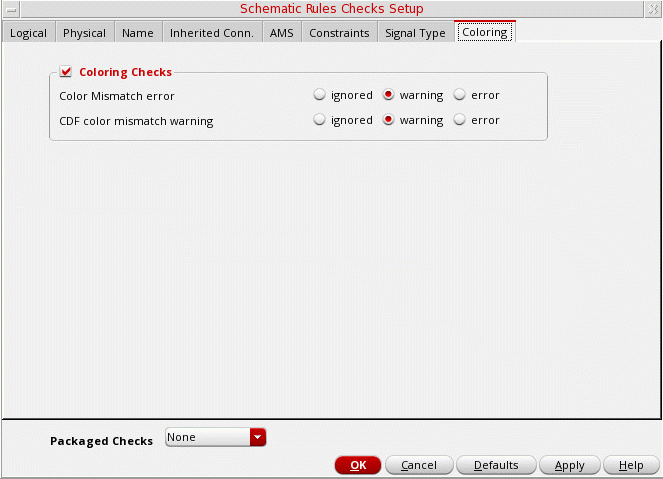 Schematic Rules Checks Setup
Logical Physical Name Inherited Conn. AMS Constraints Signal Type Coloring
Coloring Checks
Color Mismatch error ignored warning error
CDF color mismatch warning ignored warning error
Packaged Checks None
OK Cancel Defaults Apply Help